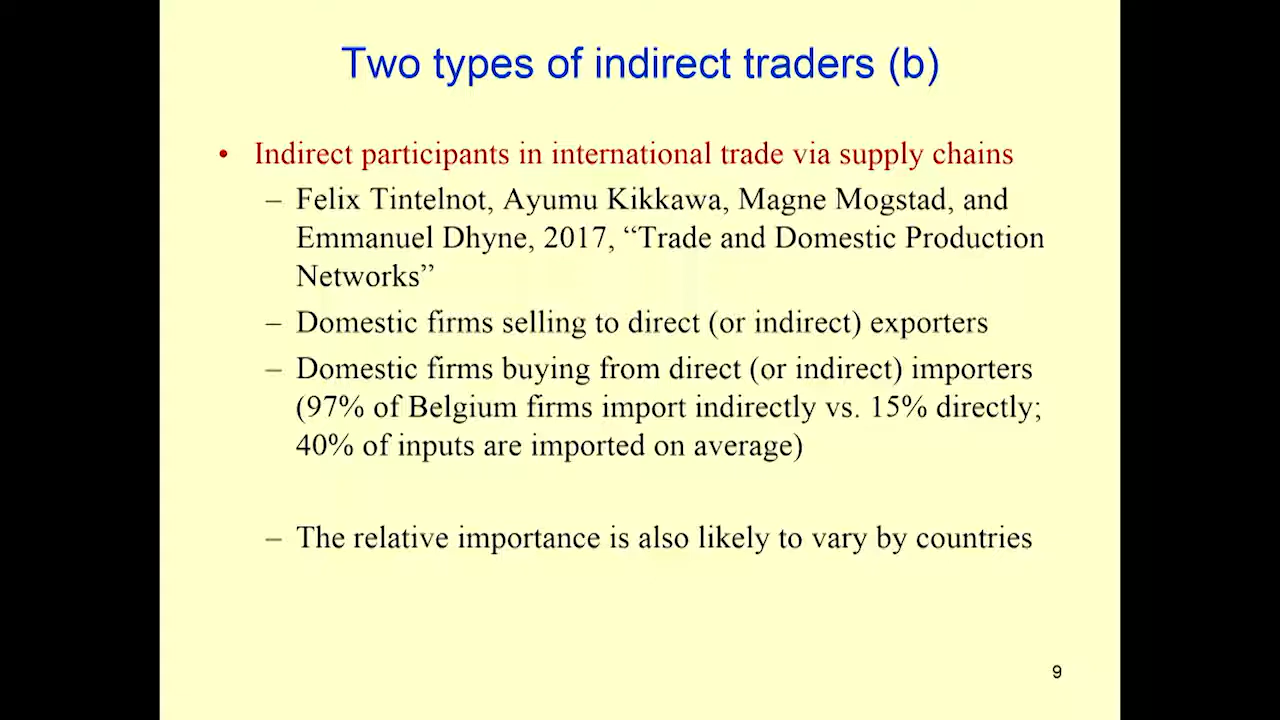 Two types of indirect traders (b)
• Indirect participants in international trade via supply chains
– Felix Tintelnot, Ayumu Kikkawa, Magne Mogstad, and
Emmanuel Dhyne, 2017, “Trade and Domestic Production
Networks”
– Domestic firms selling to direct (or indirect) exporters
– Domestic firms buying from direct (or indirect) importers
(97% of Belgium firms import indirectly vs. 15% directly;
40% of inputs are imported on average)
– The relative importance is also likely to vary by countries
9